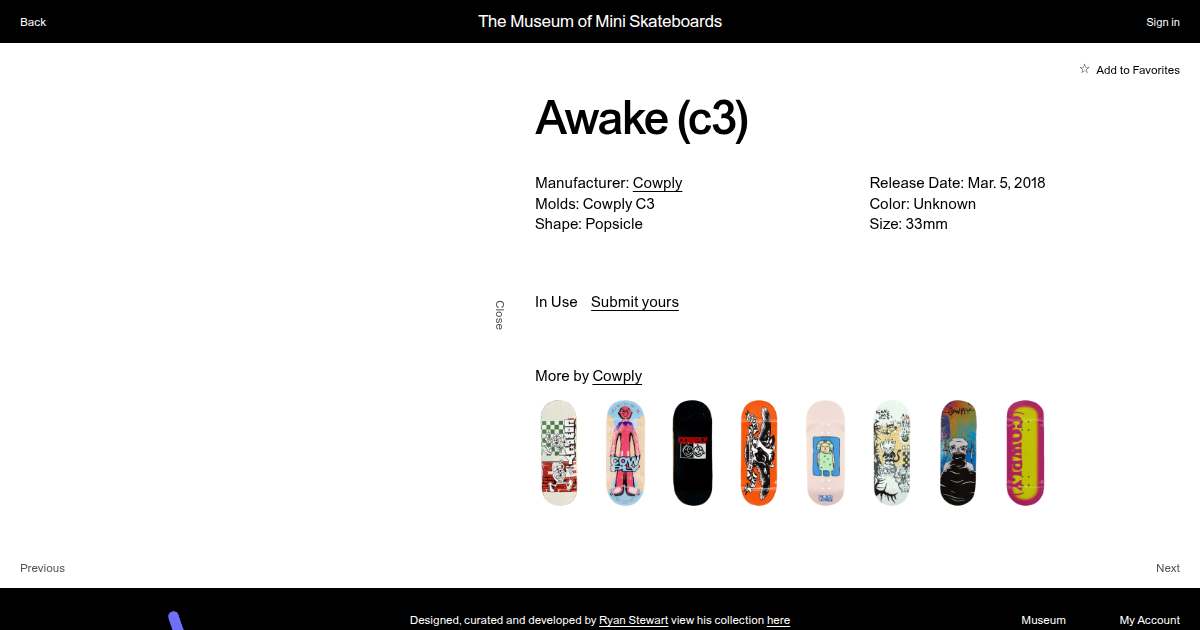 Back
The Museum of Mini Skateboards
Sign in
☆ Add to Favorites
Awake (c3)
Manufacturer: Cowply
Molds: Cowply C3
Shape: Popsicle
Release Date: Mar. 5, 2018
Color: Unknown
Size: 33mm
Close
In Use Submit yours
More by Cowply
COWPLY
Previous
Next
Designed, curated and developed by Ryan Stewart view his collection here
Museum
My Account